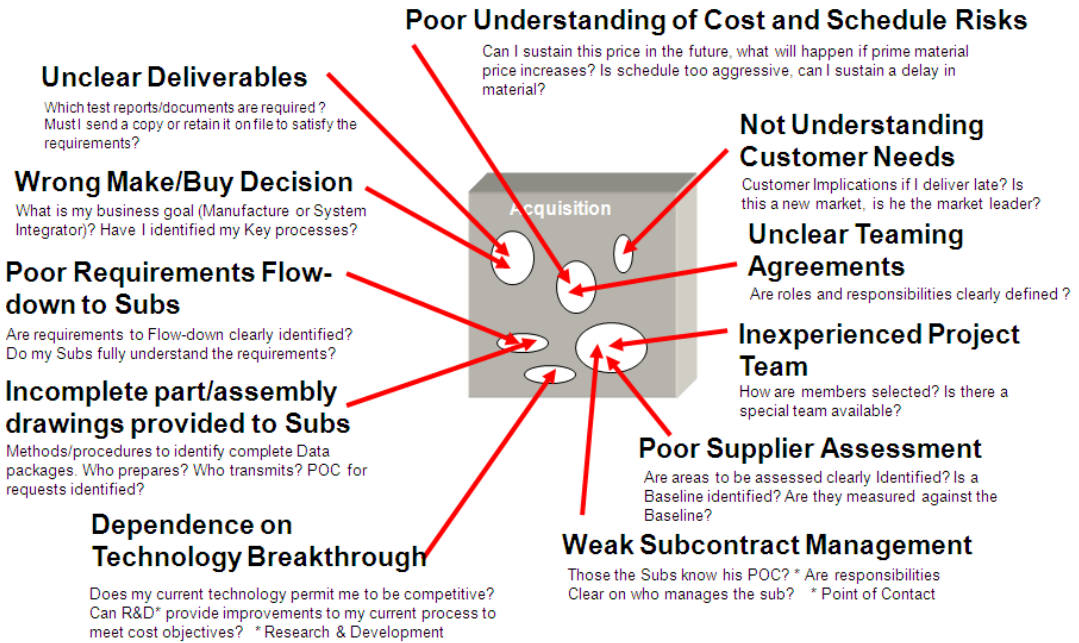 Poor Understanding of Cost and Schedule Risks
Can I sustain this price in the future, what will happen if prime material
price increases? Is schedule too aggressive, can I sustain a delay in
material?
Unclear Deliverables
Which test reports/documents are required ?
Must I send a copy or retain it on file to satisfy the
requirements?
Not Understanding
Customer Needs
Customer Implications if I deliver late? Is
this a new market, is he the market leader?
Wrong Make/Buy Decision
What is my business goal (Manufacture or System
Integrator)? Have I identified my Key processes?
Acquisition
Unclear Teaming
Agreements
Are roles and responsibilities clearly defined ?
Poor Requirements Flow-
down to Subs
Are requirements to Flow-down clearly identified?
Do my Subs fully understand the requirements?
Inexperienced Project
Team
How are members selected? Is there a
special team available?
Incomplete part/assembly
drawings provided to Subs
Methods/procedures to identify complete Data
packages. Who prepares? Who transmits? POC for
requests identified?
Poor Supplier Assessment
Are areas to be assessed clearly Identified? Is a
Baseline identified? Are they measured against the
Baseline?
Dependence on
Technology Breakthrough
Does my current technology permit me to be competitive?
Can R&D* provide improvements to my current process to
meet cost objectives? * Research & Development
Weak Subcontract Management
Those the Subs know his POC? * Are responsibilities
Clear on who manages the sub? * Point of Contact